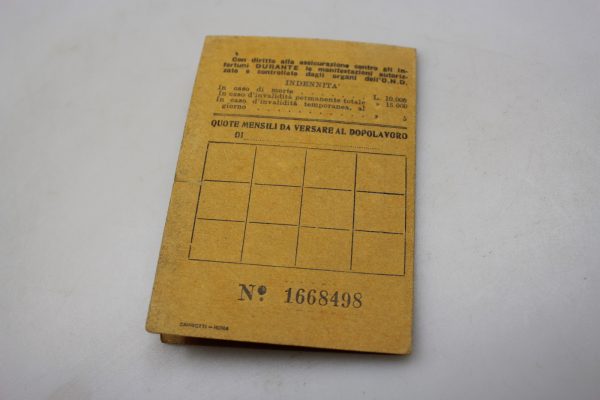 Con diritto alla assicurazione contro gli in-
fortuni DURANTE le manifestazioni autoriz-
zate e controllate dagli organi dell'O.N.D.
INDENNITA'
In caso di morte . . . . . . L. 10.000
In caso d'invalidità permanente totale » 15.000
In caso d'invalidità temporanea, al
giorno . . . . . . . . . . . » 5
QUOTE MENSILI DA VERSARE AL DOPOLAVORO
DI
Nº. 1668498
ROMA